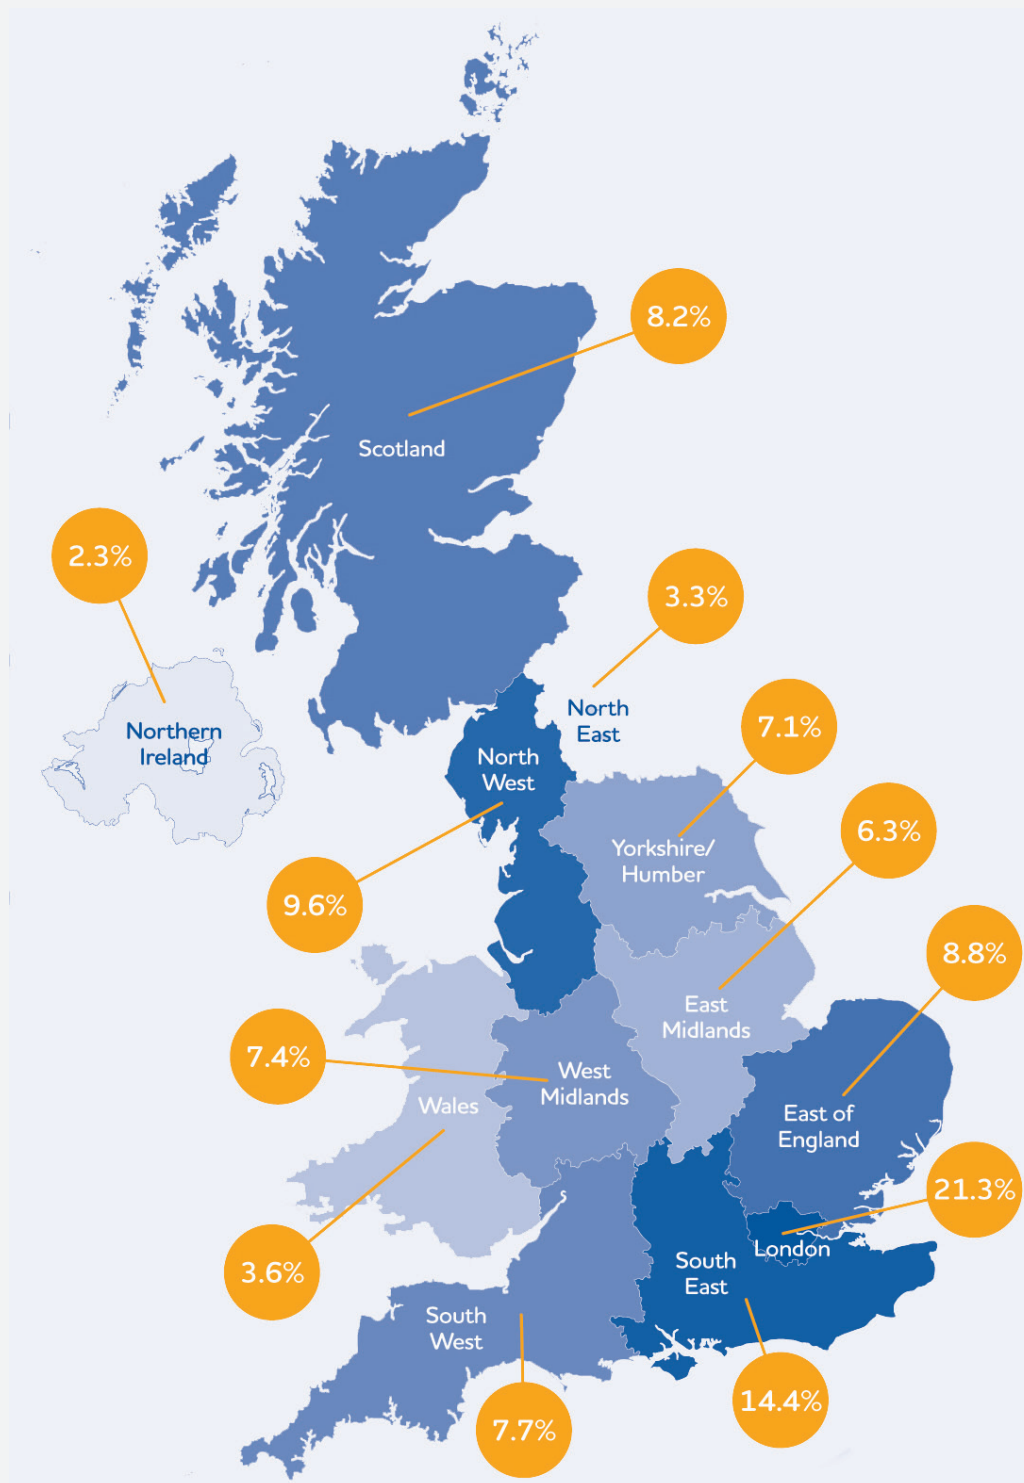 8.2%
Scotland
2.3%
3.3%
North
East
7.1%
Northern
Ireland
North
West
6.3%
Yorkshire/
Humber
9.6%
8.8%
East
Midlands
7.4%
West
Midlands
Wales
East of
England
21.3%
London
South
East
3.6%
South
West
14.4%
7.7%